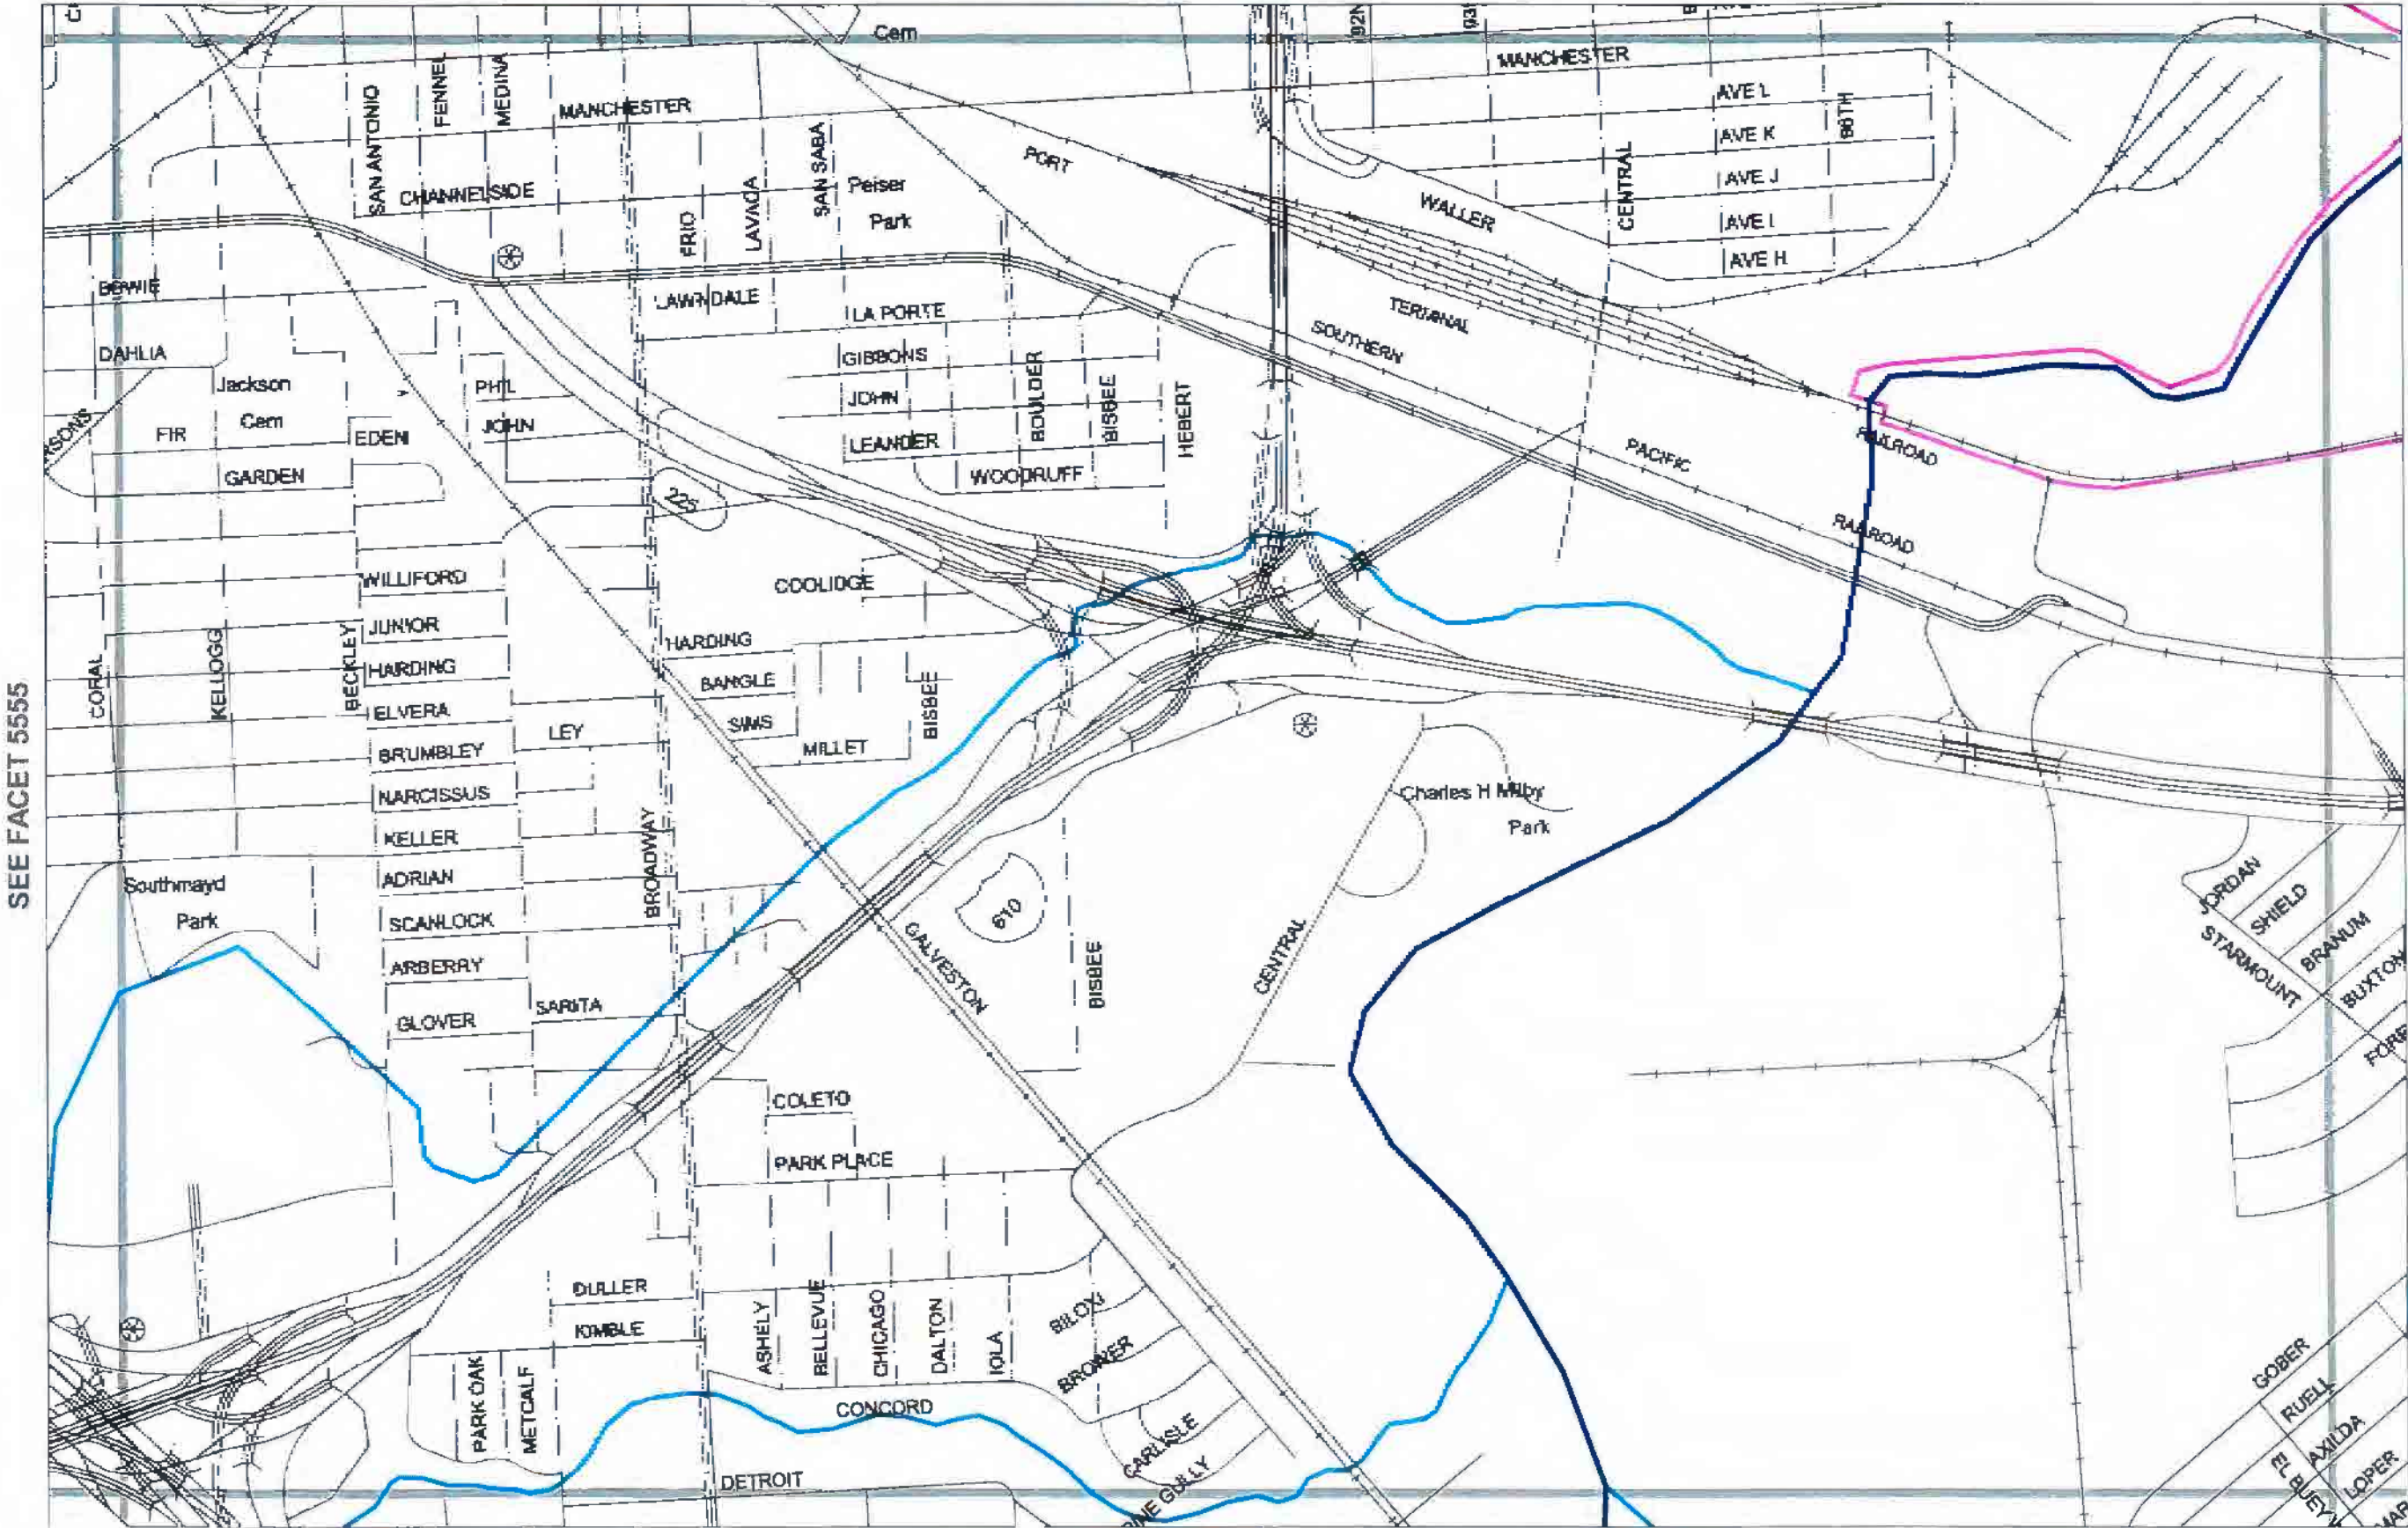 Cem
MANCHESTER
SAN ANTONIO
FENNEL
MEDINA
MANCHESTER
AVE L
AVE K
AVE J
AVE I
AVE H
CENTRAL
CHANNELSIDE
FRIO
LAVACA
SAN SABA
Peiser
Park
PORT
WALLER
BOWIE
LAWNDALE
LA PORTE
TERMINAL
SOUTHERN
DAHLIA
Jackson
Cem
PHIL
GIBBONS
JOHN
BOULDER
BISBEE
HEBERT
FIR
EDEN
JOHN
LEANDER
GARDEN
WOODRUFF
225
PACIFIC
RAILROAD
RAILROAD
WILLIFORD
COOLIDGE
JUNIOR
HARDING
HARDING
BANGLE
CORAL
KELLOGG
BECKLEY
ELVERA
SIMS
BISBEE
SEE FACET 5555
BRUMBLEY
LEY
MILLET
NARCISSUS
Charles H Milby
Park
KELLER
BROADWAY
ADRIAN
Southmayd
Park
SCANLOCK
610
JORDAN
SHIELD
BRANUM
BUXTON
STARMOUNT
ARBERRY
GALVESTON
BISBEE
CENTRAL
SARITA
GLOVER
COLETO
PARK PLACE
DULLER
KIMBLE
ASHELY
BELLEVUE
CHICAGO
DALTON
IOLA
BILOXI
BROWER
PARK OAK
METCALF
CONCORD
CARLISLE
DETROIT
GULLY
GOBER
RUELL
AXILDA
LOPER
EL BUEY